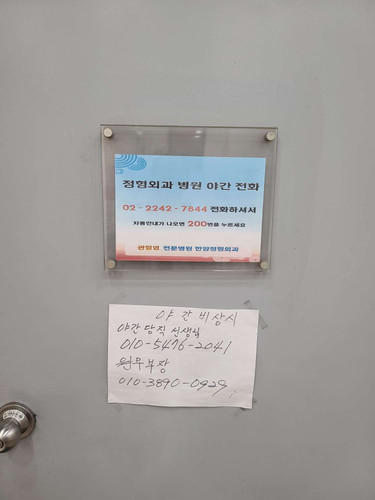 정형외과 병원 야간 전화
02 - 2242 - 7844 전화하셔서
자동안내가 나오면 200번을 누르세요
관절염 전문병원 한양정형외과
야간비상시
야간당직 선생님
010-5476-2041
원무부장
010-3890-0929